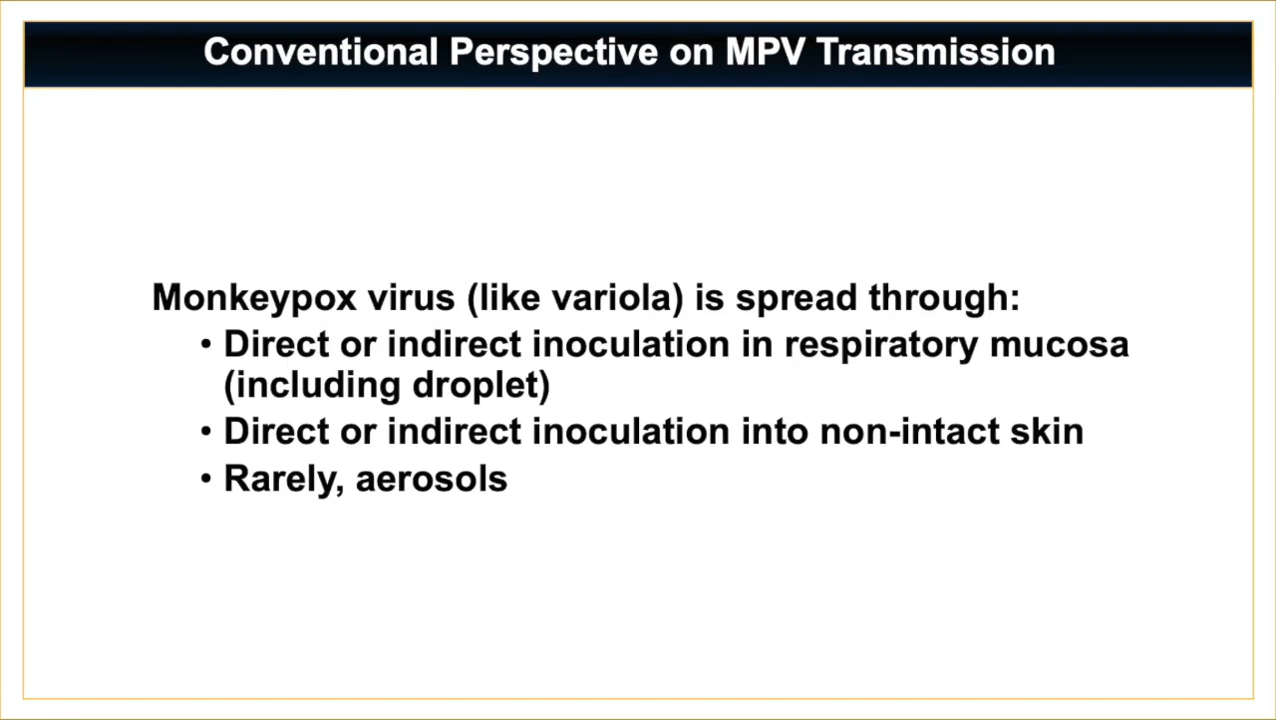 Conventional Perspective on MPV Transmission
Monkeypox virus (like variola) is spread through:
• Direct or indirect inoculation in respiratory mucosa
(including droplet)
• Direct or indirect inoculation into non-intact skin
• Rarely, aerosols